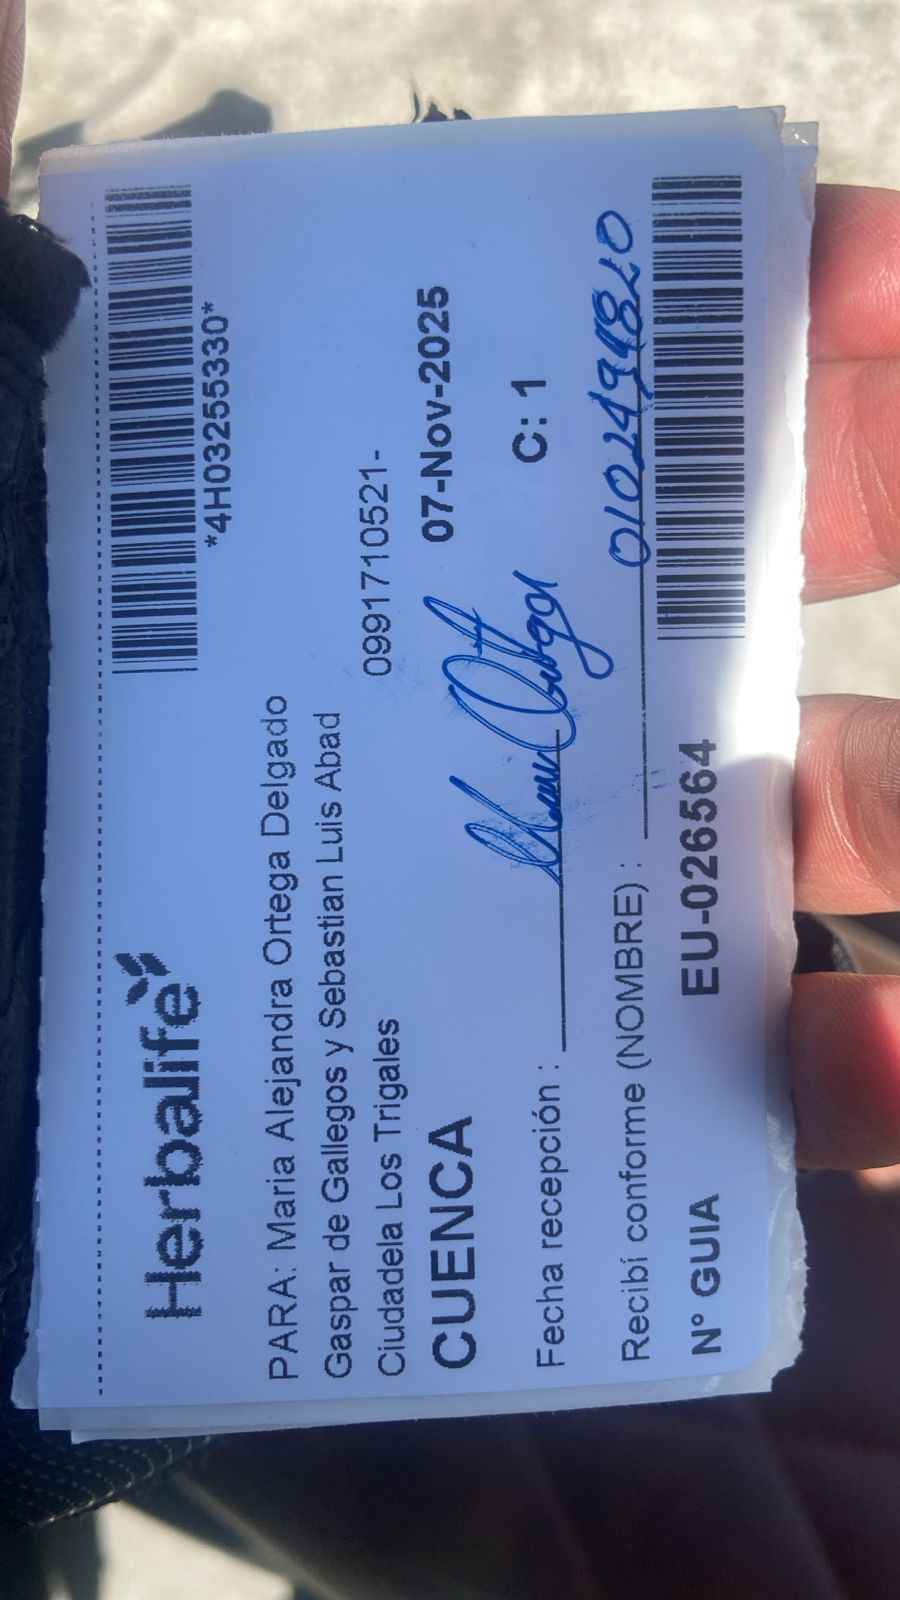 Herbalife
*4H03255330*
PARA: Maria Alejandra Ortega Delgado
Gaspar de Gallegos y Sebastian Luis Abad
Ciudadela Los Trigales 0991710521-
CUENCA 07-Nov-2025
Fecha recepción :
C: 1
Recibí conforme (NOMBRE) :
N° GUIA EU-026564